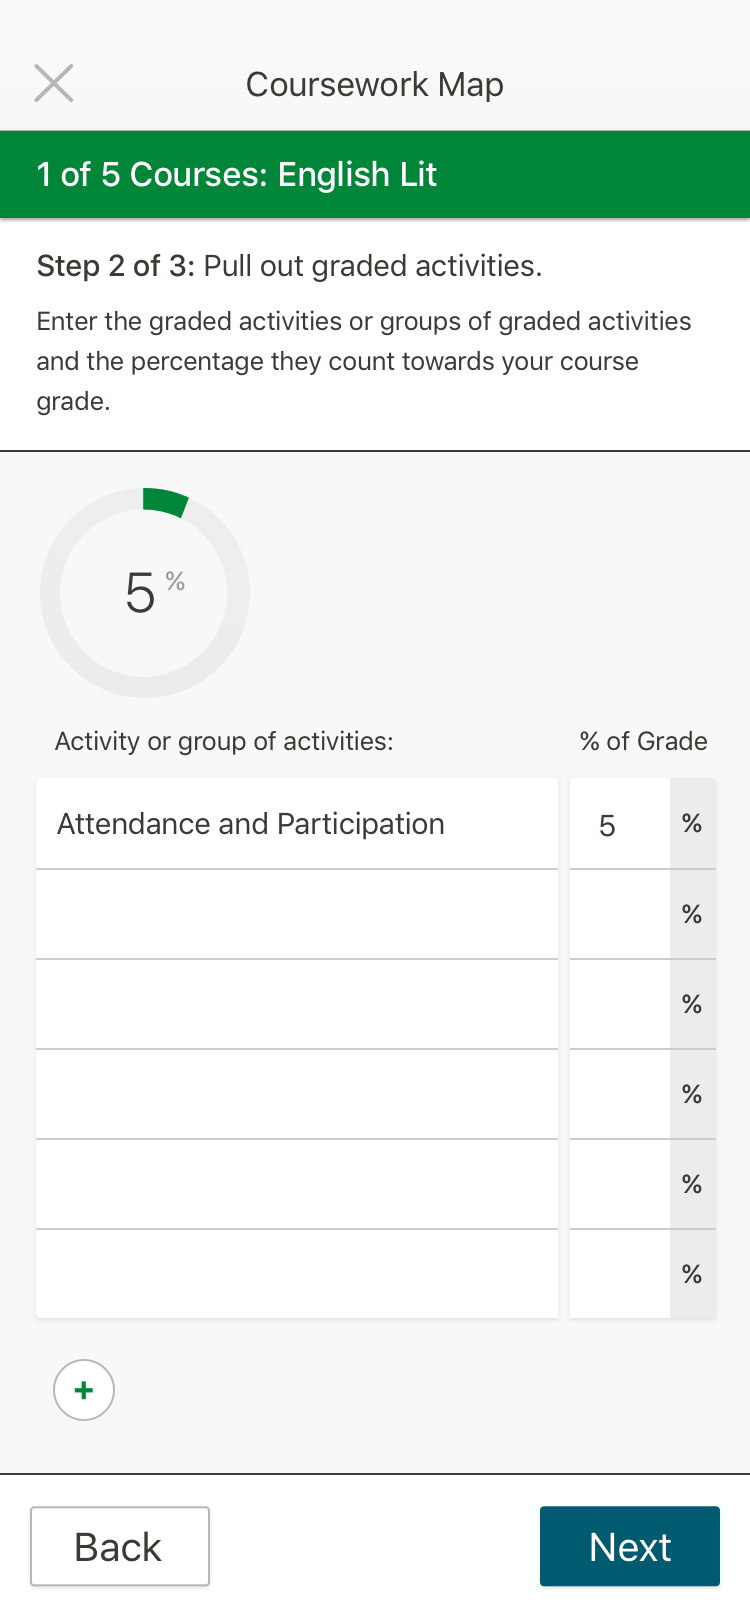 Coursework Map
1 of 5 Courses: English Lit
Step 2 of 3: Pull out graded activities.
Enter the graded activities or groups of graded activities
and the percentage they count towards your course
grade.
5 %
Activity or group of activities: % of Grade
Attendance and Participation 5 %
%
%
%
%
%
+
Back Next